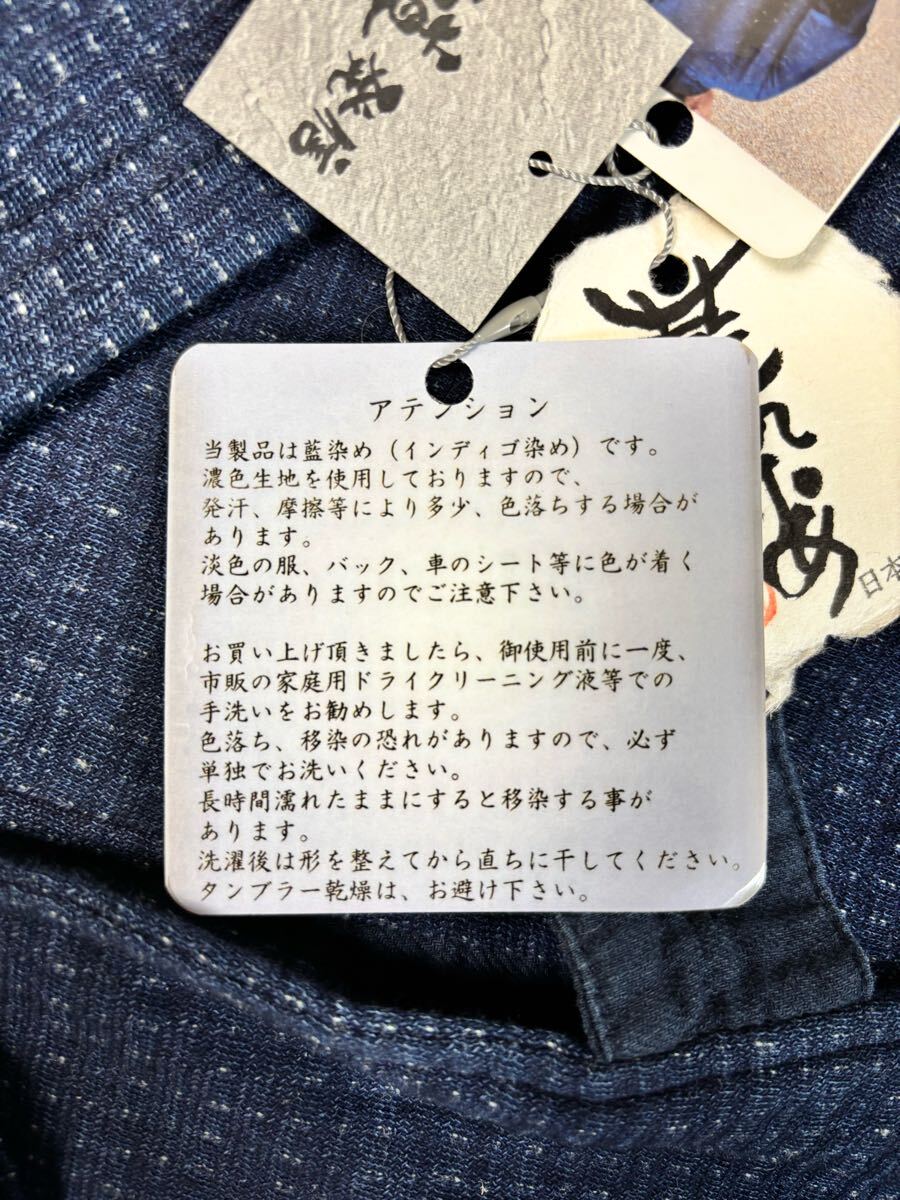 アテンション
当製品は藍染め（インディゴ染め）です。
濃色生地を使用しておりますので、
発汗、摩擦等により多少、色落ちする場合が
あります。
淡色の服、バック、車のシート等に色が着く
場合がありますのでご注意下さい。
お買い上げ頂きましたら、御使用前に一度、
市販の家庭用ドライクリーニング液等での
手洗いをお勧めします。
色落ち、移染の恐れがありますので、必ず
単独でお洗いください。
長時間濡れたままにすると移染する事が
あります。
洗濯後は形を整えてから直ちに干してください。
タンブラー乾燥は、お避け下さい。
日本